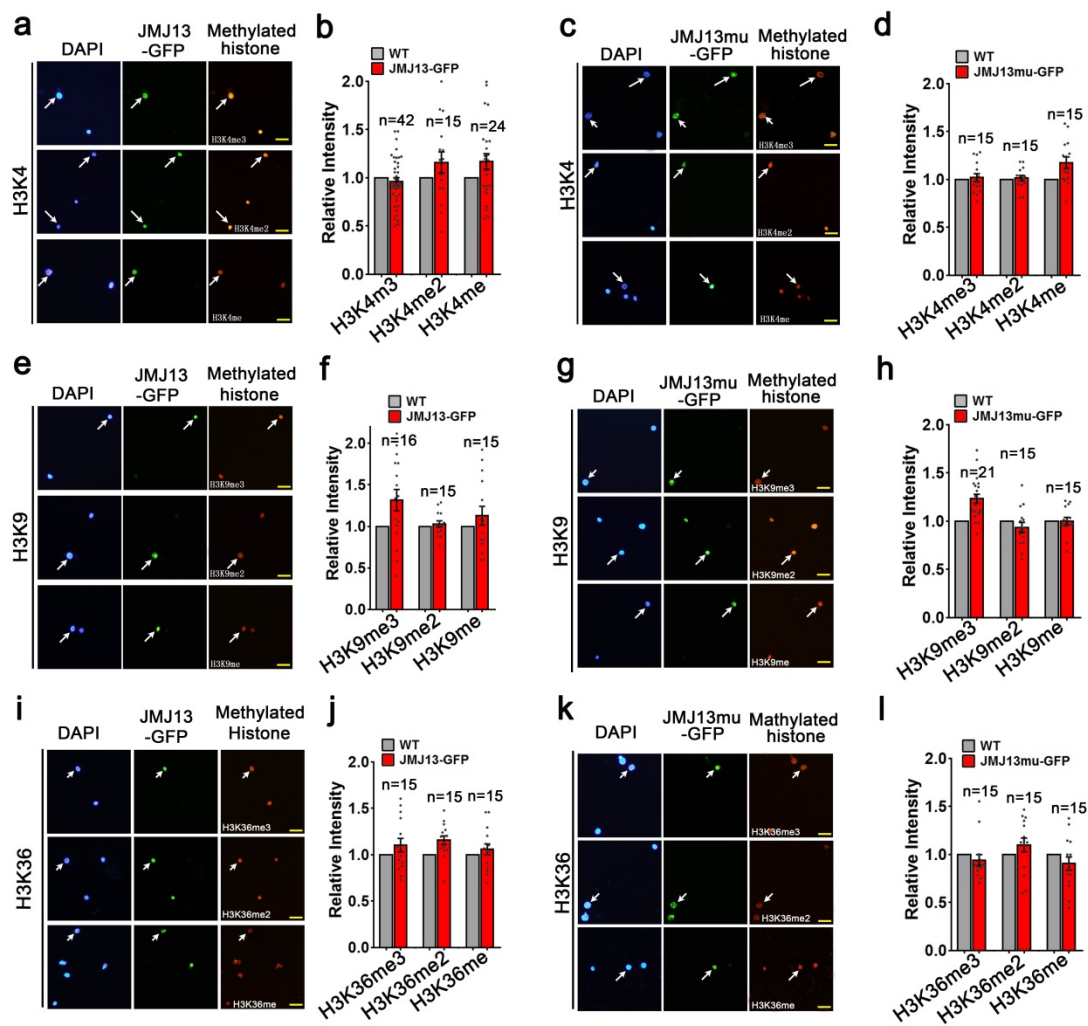 a
DAPI
JMJ13
-GFP
Methylated
histone
H3K4
H3K4me3
H3K4me2
H3K4me
b
WT
JMJ13-GFP
Relative Intensity
2.0
1.5
1.0
0.5
0.0
n=42
n=15
n=24
H3K4m3
H3K4me2
H3K4me
c
DAPI
JMJ13mu
-GFP
Methylated
histone
H3K4
H3K4me3
H3K4me2
H3K4me
d
WT
JMJ13mu-GFP
Relative Intensity
2.0
1.5
1.0
0.5
0.0
n=15
n=15
n=15
H3K4me3
H3K4me2
H3K4me
e
DAPI
JMJ13
-GFP
Methylated
histone
H3K9
H3K9me3
H3K9me2
H3K9me
f
WT
JMJ13-GFP
Relative Intensity
2.0
1.5
1.0
0.5
0.0
n=16
n=15
n=15
H3K9me3
H3K9me2
H3K9me
g
DAPI
JMJ13mu
-GFP
Methylated
histone
H3K9
H3K9me3
H3K9me2
H3K9me
h
WT
JMJ13mu-GFP
Relative Intensity
2.0
1.5
1.0
0.5
0.0
n=21
n=15
n=15
H3K9me3
H3K9me2
H3K9me
i
DAPI
JMJ13
-GFP
Methylated
Histone
H3K36
H3K36me3
H3K36me2
H3K36me
j
WT
JMJ13-GFP
Relative Intensity
2.0
1.5
1.0
0.5
0.0
n=15
n=15
n=15
H3K36me3
H3K36me2
H3K36me
k
DAPI
JMJ13mu
-GFP
Mathylated
histone
H3K36
H3K36me3
H3K36me2
H3K36me
l
WT
JMJ13mu-GFP
Relative Intensity
2.0
1.5
1.0
0.5
0.0
n=15
n=15
n=15
H3K36me3
H3K36me2
H3K36me